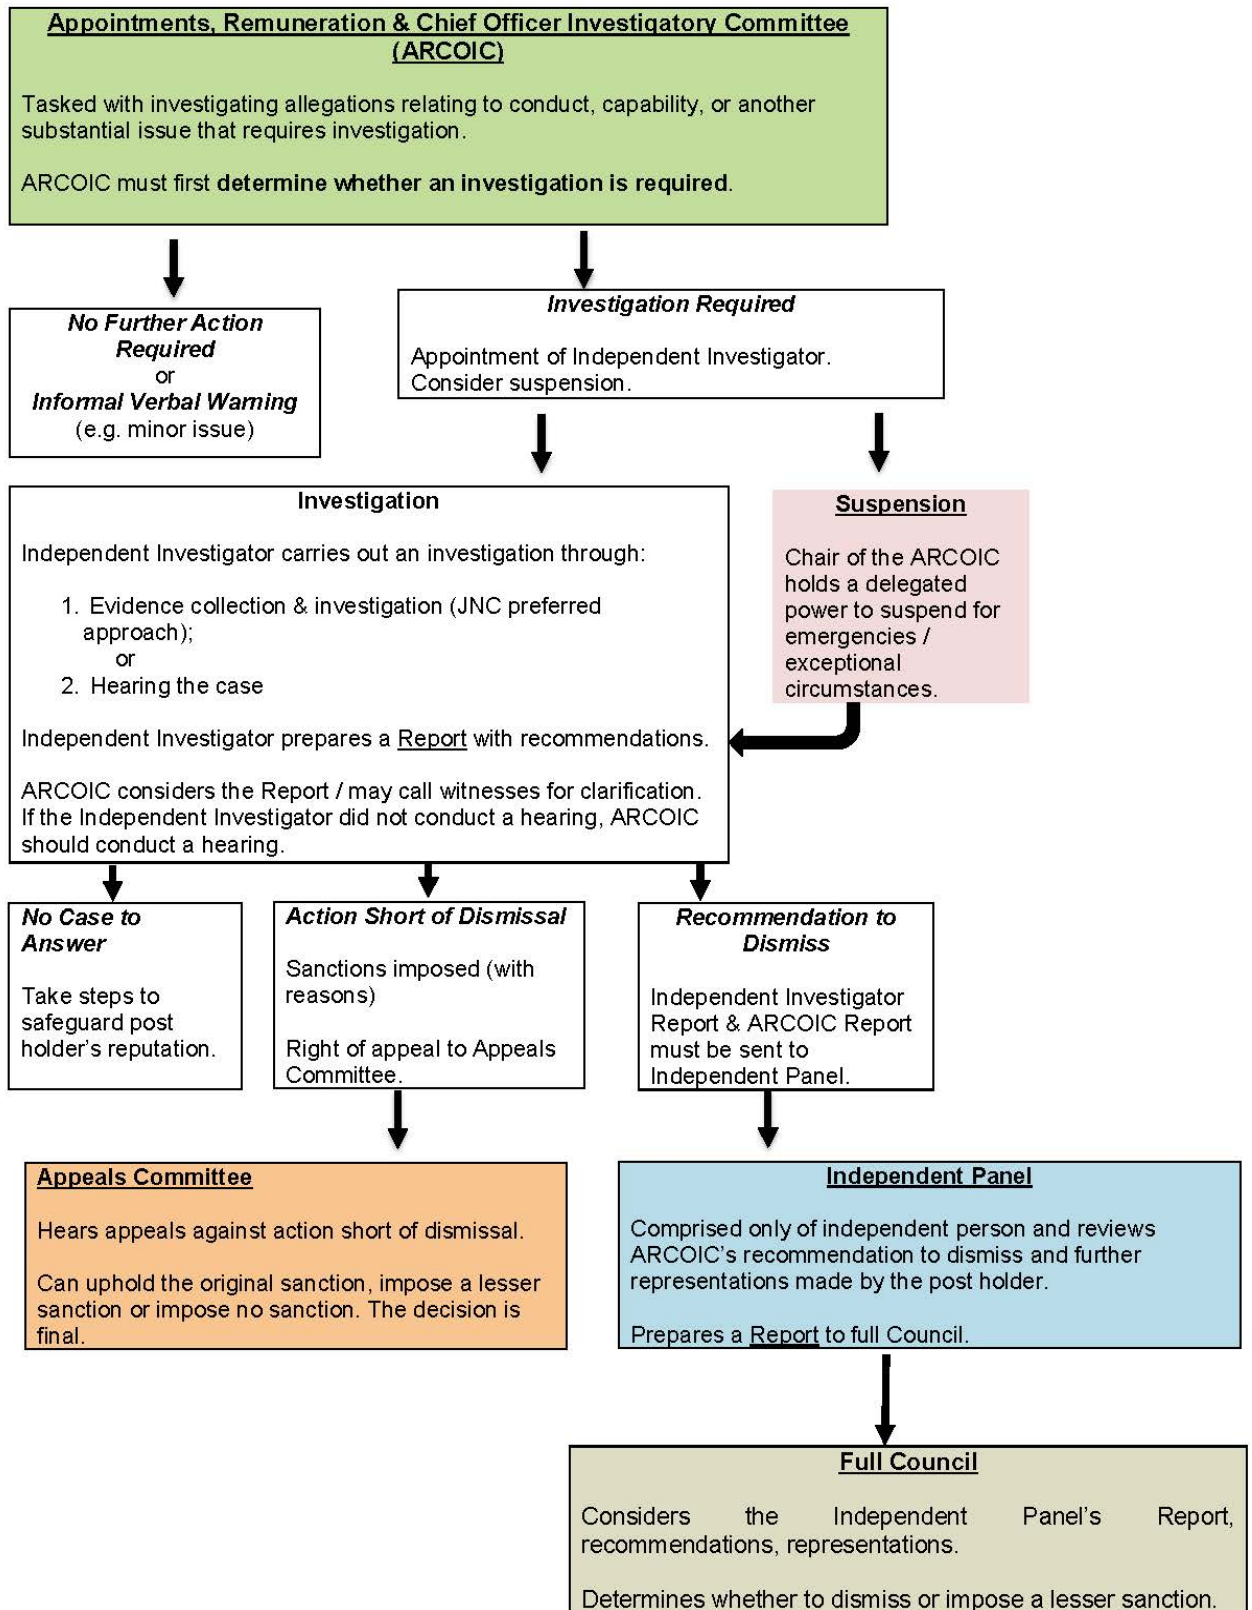 Appointments, Remuneration & Chief Officer Investigatory Committee
(ARCOIC)
Tasked with investigating allegations relating to conduct, capability, or another
substantial issue that requires investigation.
ARCOIC must first determine whether an investigation is required.
No Further Action
Required
or
Informal Verbal Warning
(e.g. minor issue)
Investigation Required
Appointment of Independent Investigator.
Consider suspension.
Investigation
Independent Investigator carries out an investigation through:
1. Evidence collection & investigation (JNC preferred
approach);
or
2. Hearing the case
Independent Investigator prepares a Report with recommendations.
ARCOIC considers the Report / may call witnesses for clarification.
If the Independent Investigator did not conduct a hearing, ARCOIC
should conduct a hearing.
Suspension
Chair of the ARCOIC
holds a delegated
power to suspend for
emergencies /
exceptional
circumstances.
No Case to
Answer
Take steps to
safeguard post
holder's reputation.
Action Short of Dismissal
Sanctions imposed (with
reasons)
Right of appeal to Appeals
Committee.
Recommendation to
Dismiss
Independent Investigator
Report & ARCOIC Report
must be sent to
Independent Panel.
Appeals Committee
Hears appeals against action short of dismissal.
Can uphold the original sanction, impose a lesser
sanction or impose no sanction. The decision is
final.
Independent Panel
Comprised only of independent person and reviews
ARCOIC's recommendation to dismiss and further
representations made by the post holder.
Prepares a Report to full Council.
Full Council
Considers the Independent Panel's Report,
recommendations, representations.
Determines whether to dismiss or impose a lesser sanction.